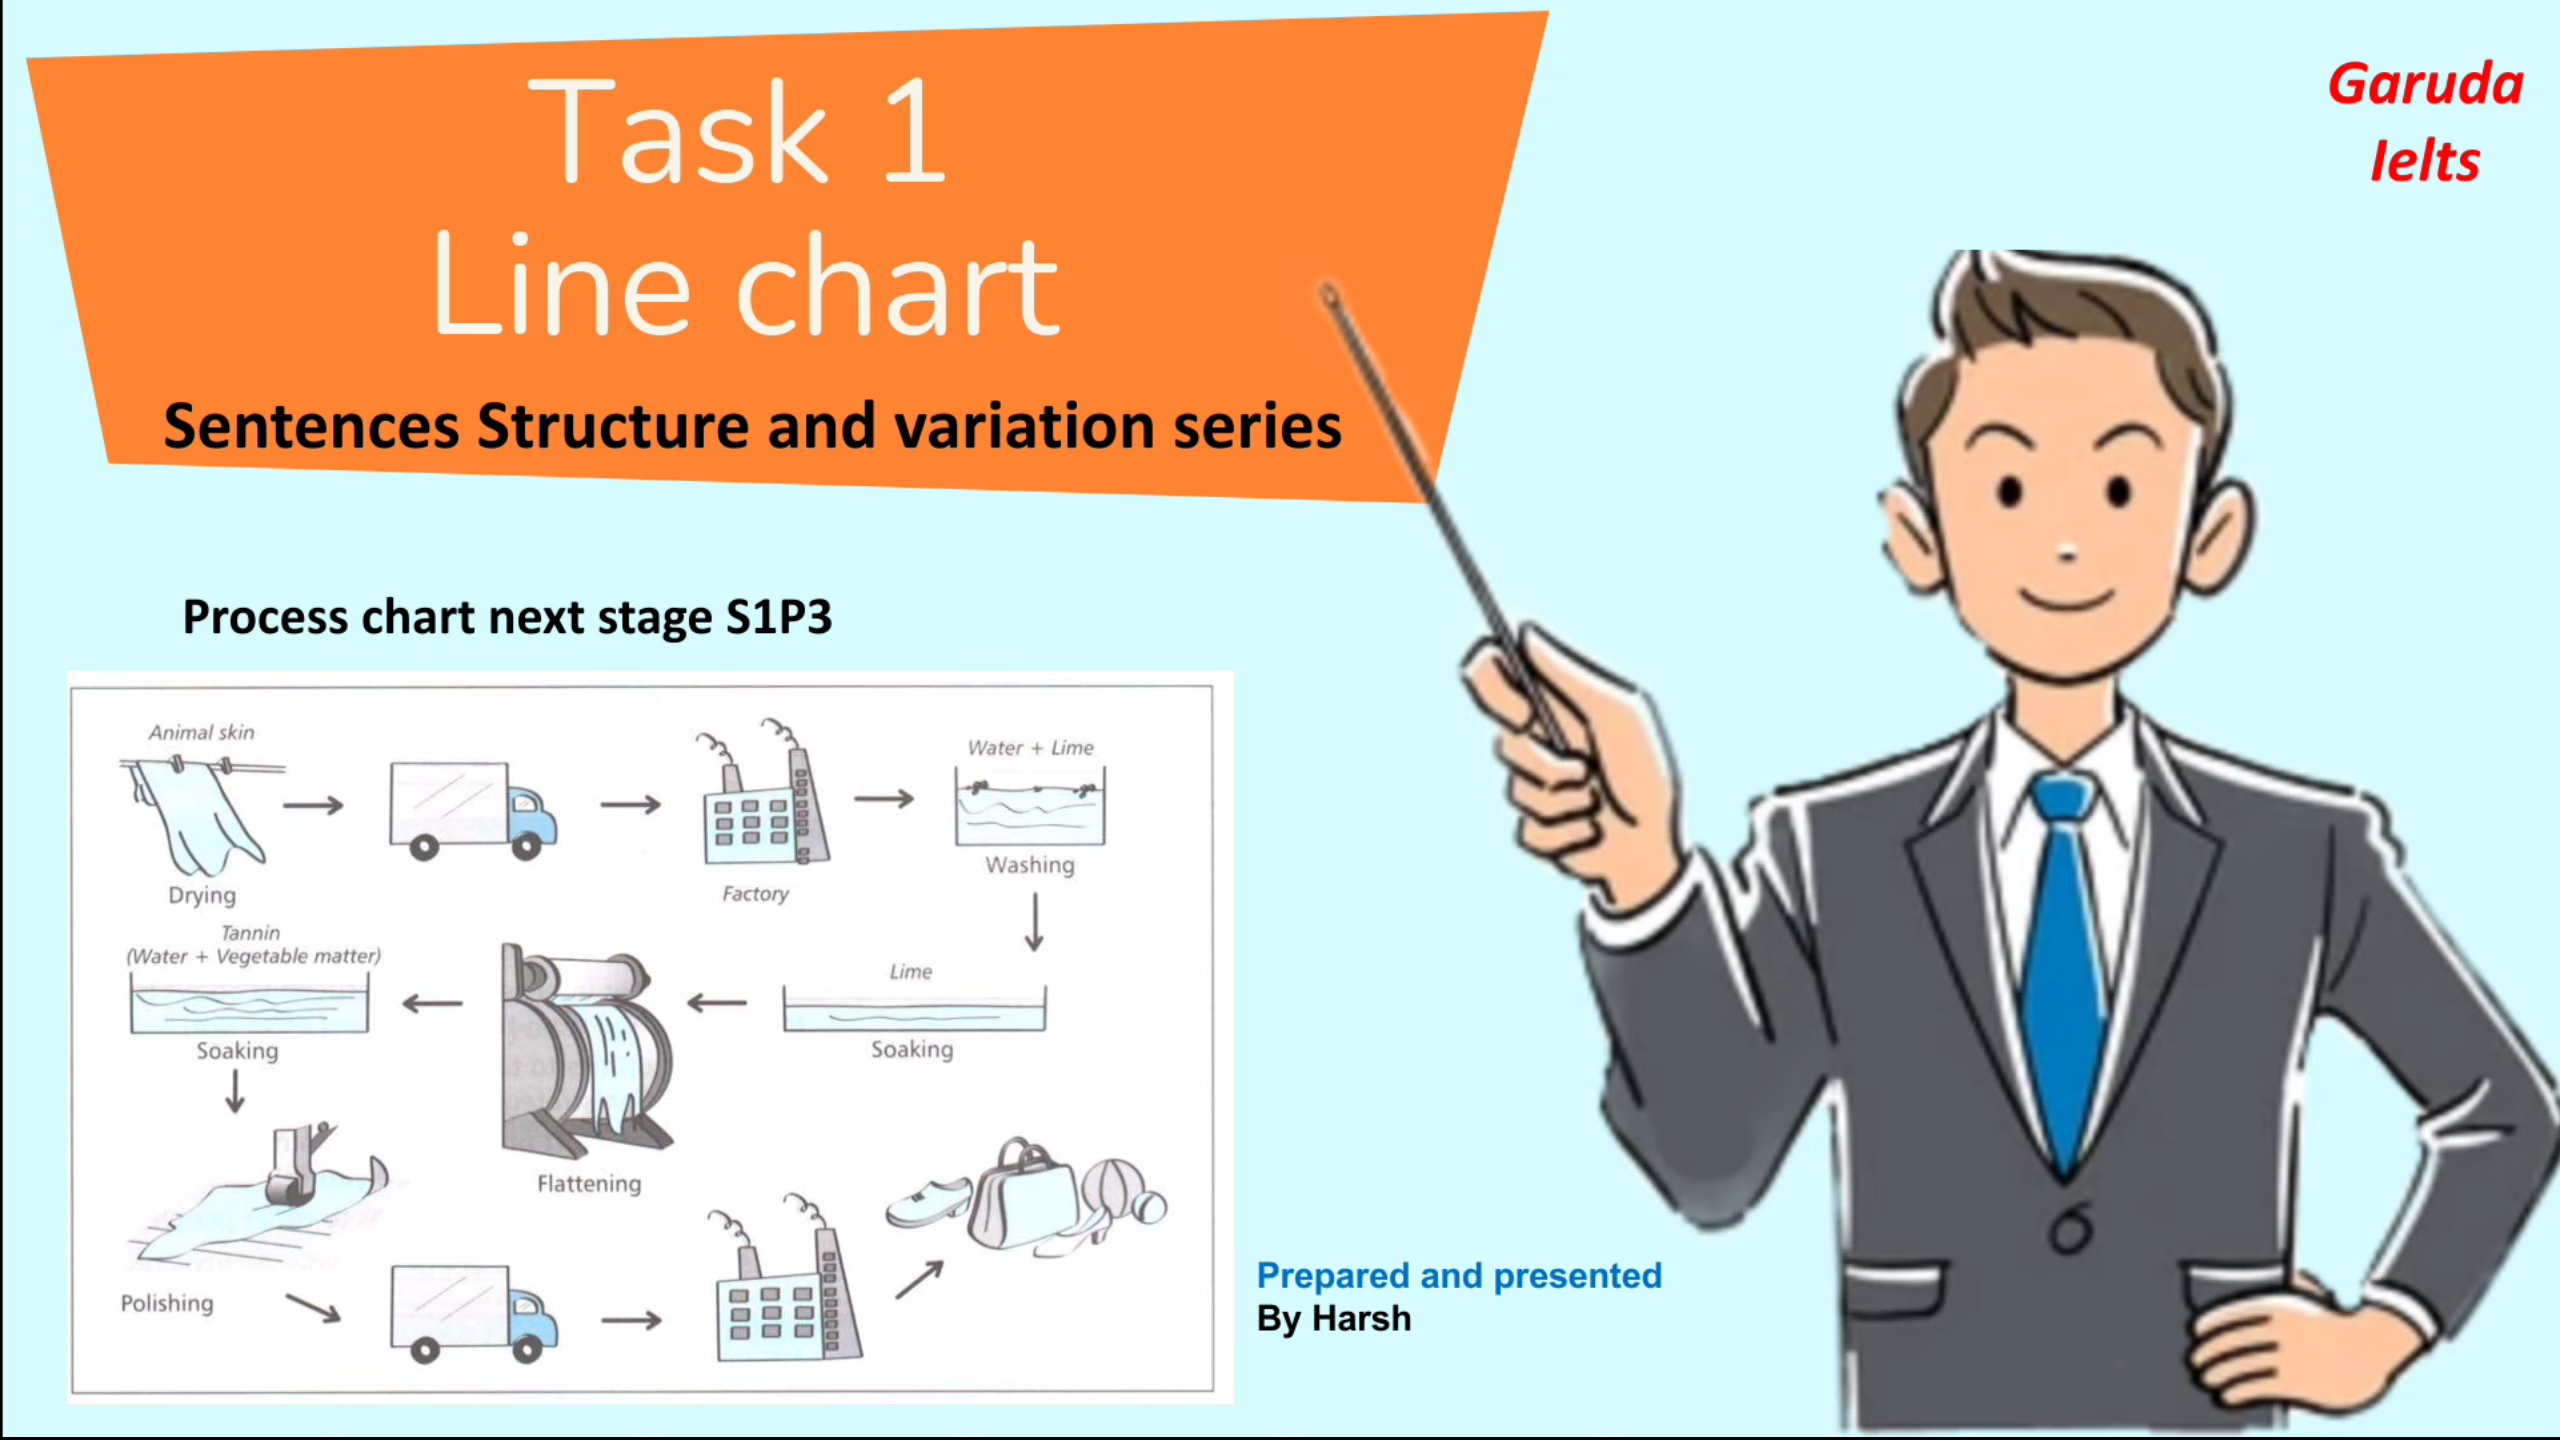 Task 1
Line chart
Sentences Structure and variation series
Garuda
Ielts
Process chart next stage S1P3
Animal skin
Drying
Factory
Water + Lime
Washing
Tannin
(Water + Vegetable matter)
Soaking
Flattening
Lime
Soaking
Polishing
Prepared and presented
By Harsh